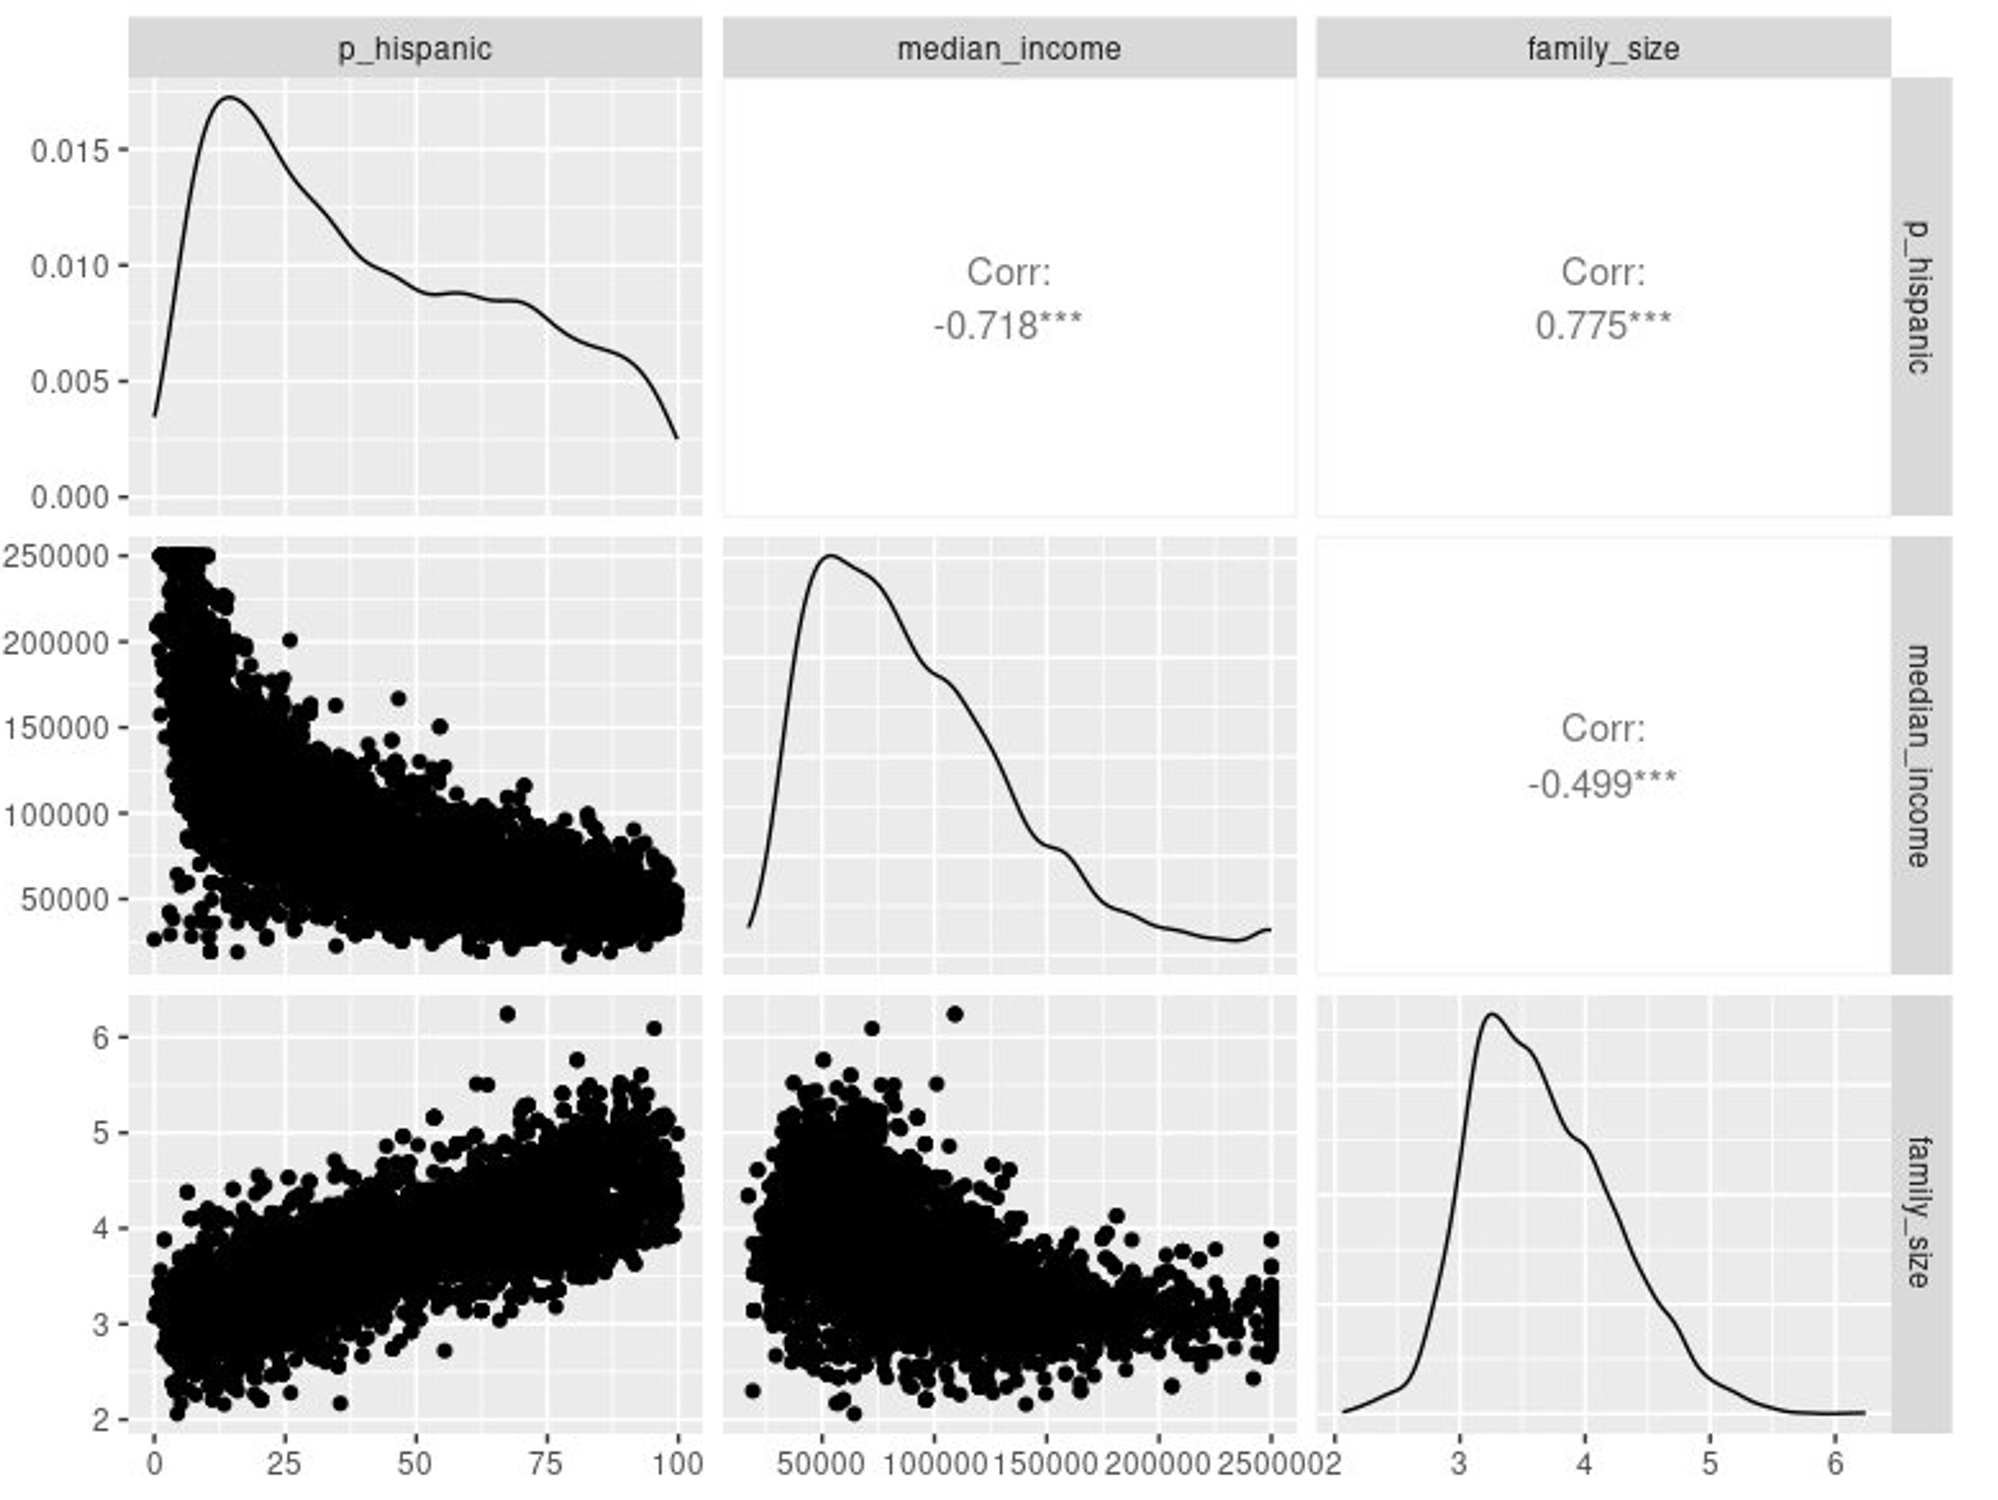 p_hispanic
median_income
family_size
0.015
0.010
0.005
0.000
Corr:
-0.718***
Corr:
0.775***
p_hispanic
250000
200000
150000
100000
50000
Corr:
-0.499***
median_income
6
5
4
3
2
family_size
0 25 50 75 100
50000 100000 150000 200000 250000
2 3 4 5 6